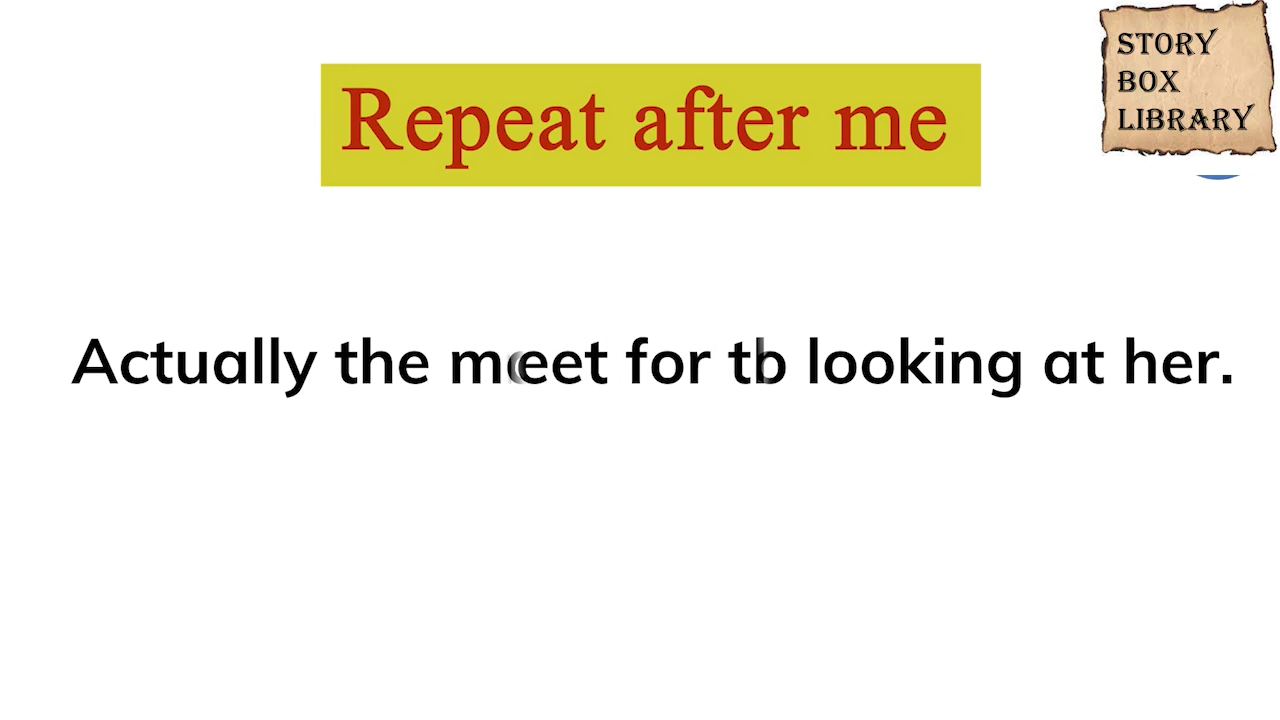 Repeat after me
STORY
BOX
LIBRARY
Actually the meet for tb looking at her.